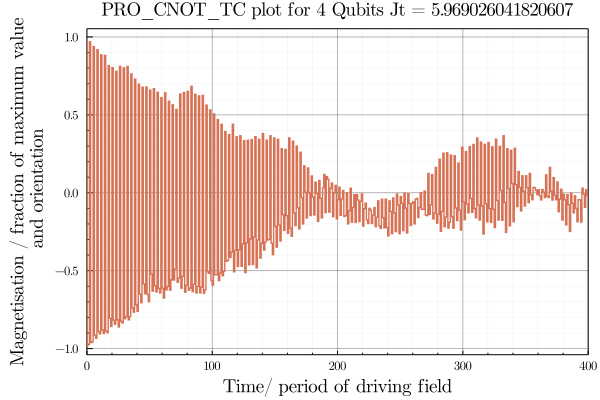 PRO_CNOT_TC plot for 4 Qubits Jt = 5.969026041820607
Magnetisation / fraction of maximum value
and orientation
1.0
0.5
0.0
−0.5
−1.0
0 100 200 300 400
Time/ period of driving field